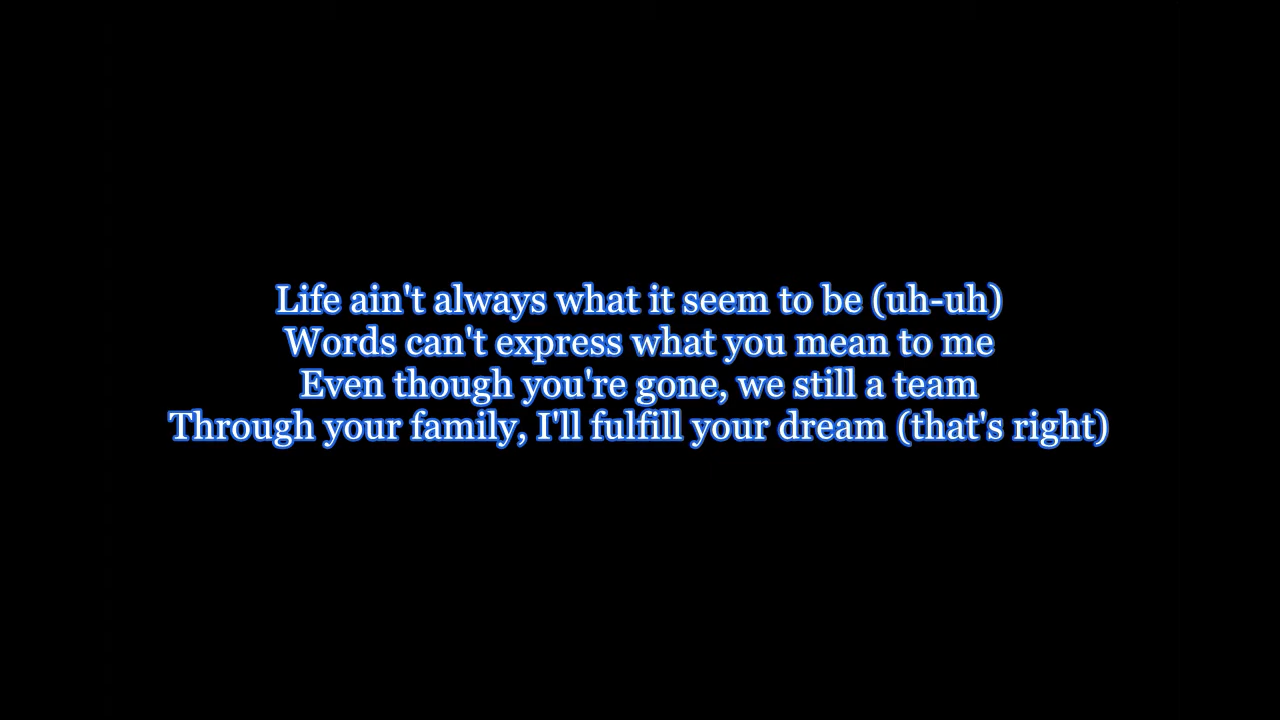 Life ain't always what it seem to be (uh-uh)
Words can't express what you mean to me
Even though you're gone, we still a team
Through your family, I'll fulfill your dream (that's right)